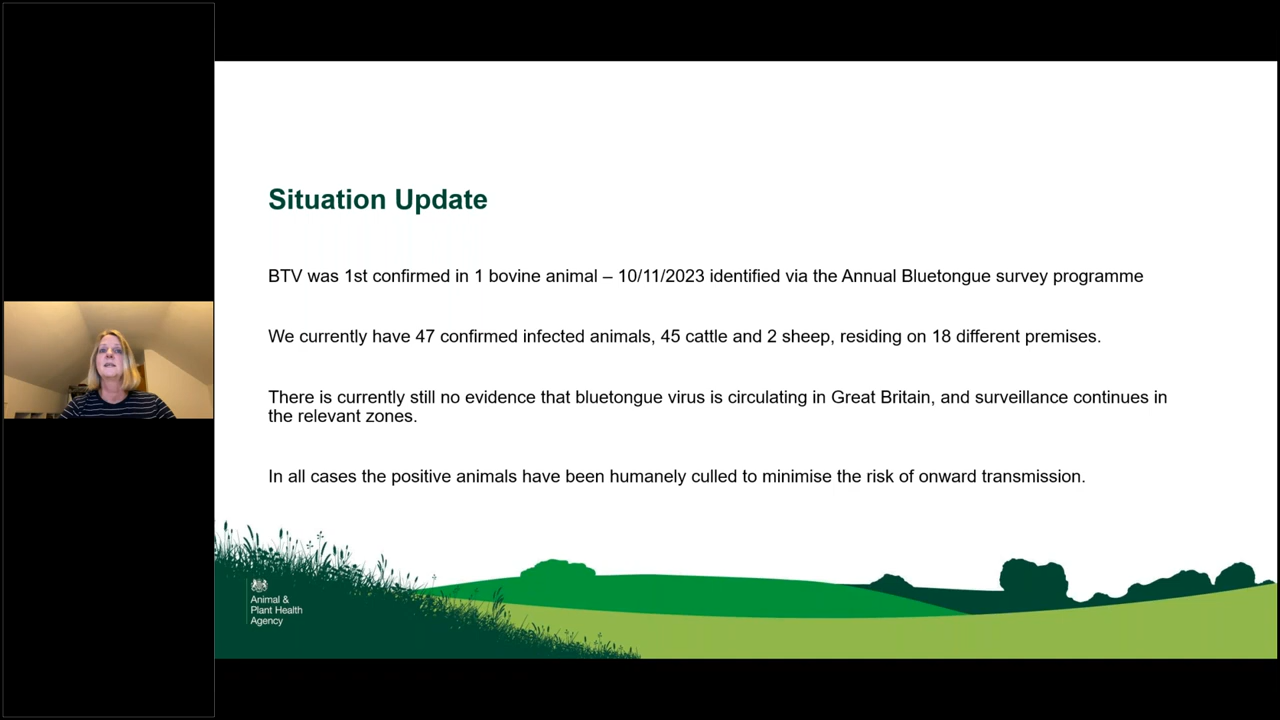 Situation Update
BTV was 1st confirmed in 1 bovine animal – 10/11/2023 identified via the Annual Bluetongue survey programme
We currently have 47 confirmed infected animals, 45 cattle and 2 sheep, residing on 18 different premises.
There is currently still no evidence that bluetongue virus is circulating in Great Britain, and surveillance continues in
the relevant zones.
In all cases the positive animals have been humanely culled to minimise the risk of onward transmission.
Animal &
Plant Health
Agency